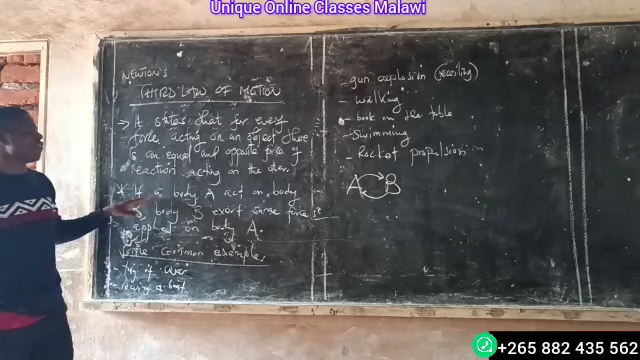 Unique Online Classes Malawi
NEWTON'S
THIRD LAW OF MOTION
→ It states that for every
force acting on an object there
is an equal and opposite force of
reaction acting on the other.
* If a body A act on body
B body B exert same force
applied on body A.
Some common example
- Tug of War
- rowing a boat
- gun explosion (recoiling)
- walking
- book on the table
- Swimming
- Rocket propulsion
A B
+265 882 435 562